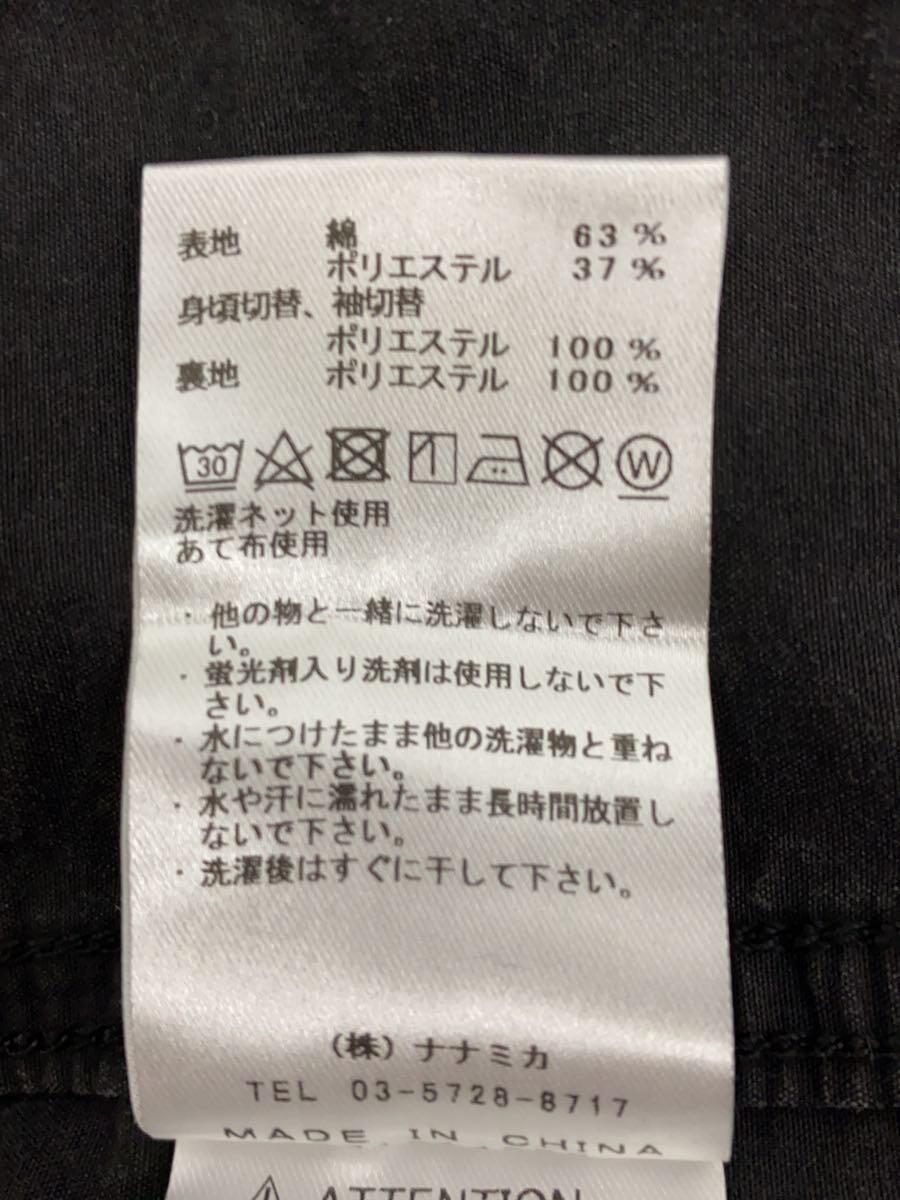 表地 綿 63 %
ポリエステル 37 %
身頃切替、袖切替
ポリエステル 100 %
裏地 ポリエステル 100 %
30 W
洗濯ネット使用
あて布使用
・他の物と一緒に洗濯しないで下さ
い。
・蛍光剤入り洗剤は使用しないで下
さい。
・水につけたまま他の洗濯物と重ね
ないで下さい。
・水や汗に濡れたまま長時間放置し
ないで下さい。
・洗濯後はすぐに干して下さい。
(株) ナナミカ
TEL 03-5728-8717
MADE IN CHINA
ATTENTION